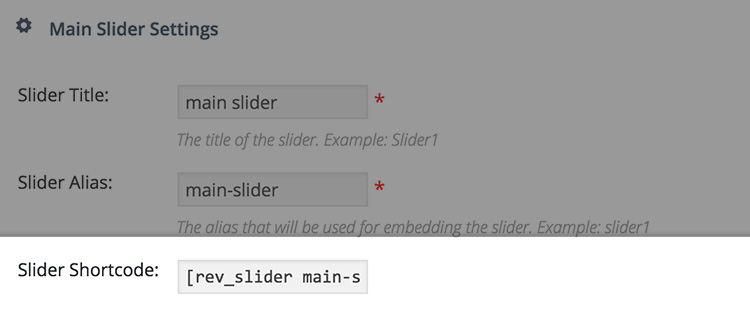 Main Slider Settings
Slider Title: main slider *
The title of the slider. Example: Slider1
Slider Alias: main-slider *
The alias that will be used for embedding the slider. Example: slider1
Slider Shortcode: [rev_slider main-s